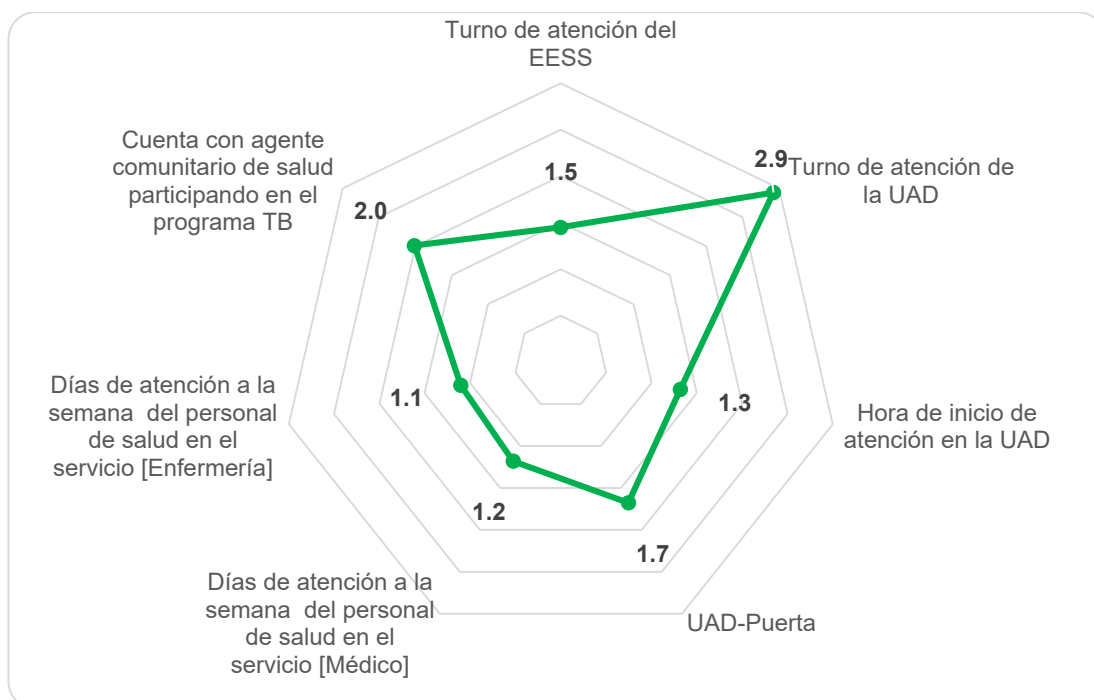 Turno de atención del
EESS
1.5
2.9
Turno de atención de
la UAD
1.3
Hora de inicio de
atención en la UAD
1.7
UAD-Puerta
1.2
Días de atención a la
semana  del personal
de salud en el
servicio [Médico]
1.1
Días de atención a la
semana  del personal
de salud en el
servicio [Enfermería]
2.0
Cuenta con agente
comunitario de salud
participando en el
programa TB